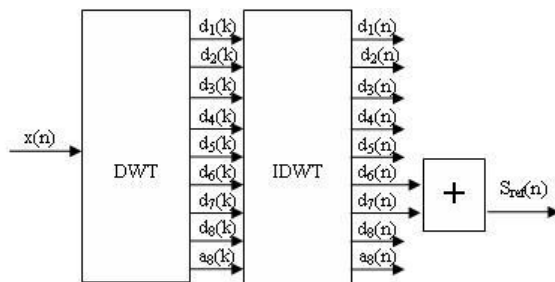 x(n)
DWT
d1(k)
d2(k)
d3(k)
d4(k)
d5(k)
d6(k)
d7(k)
d8(k)
a8(k)
IDWT
d1(n)
d2(n)
d3(n)
d4(n)
d5(n)
d6(n)
d7(n)
d8(n)
a8(n)
+
Sref(n)